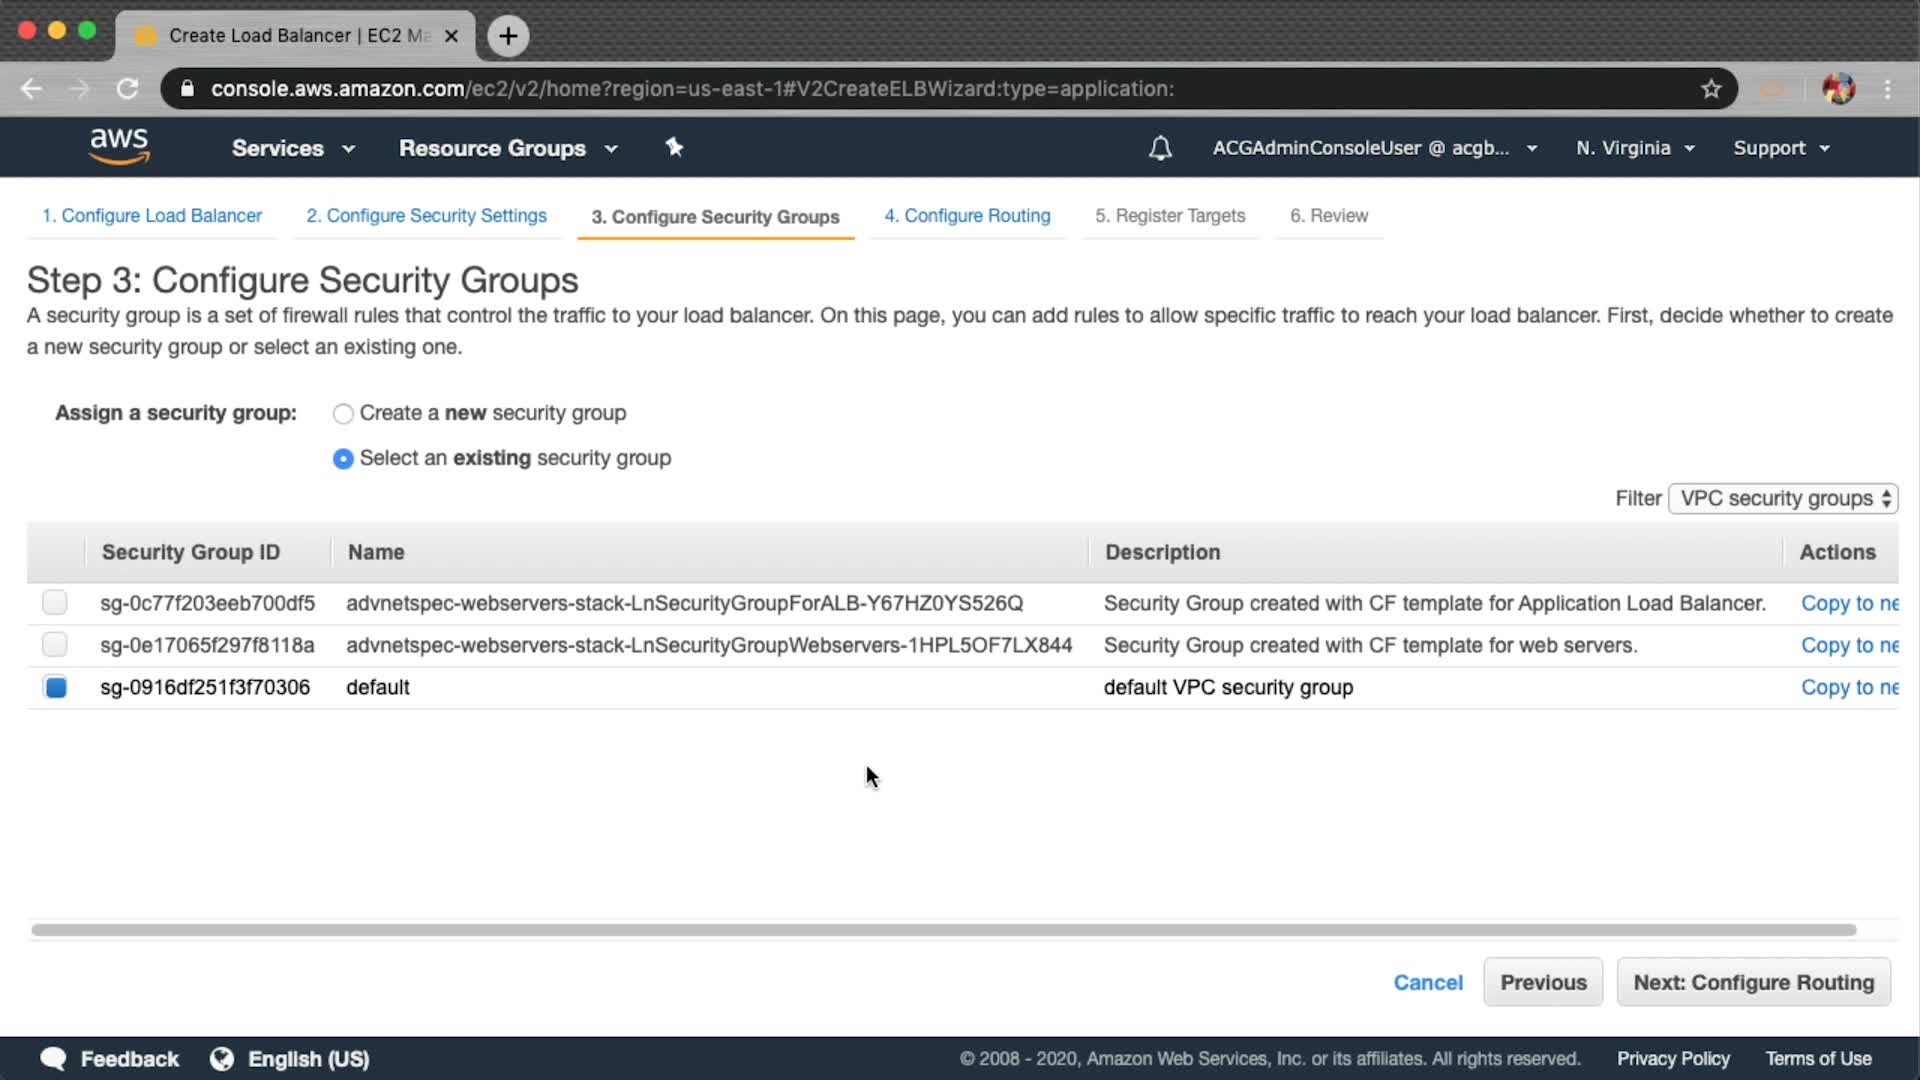 Create Load Balancer | EC2 Ma
console.aws.amazon.com/ec2/v2/home?region=us-east-1#V2CreateELBWizard:type=application:
aws Services Resource Groups ACGAdminConsoleUser @ acgb... N. Virginia Support
1. Configure Load Balancer 2. Configure Security Settings 3. Configure Security Groups 4. Configure Routing 5. Register Targets 6. Review
Step 3: Configure Security Groups
A security group is a set of firewall rules that control the traffic to your load balancer. On this page, you can add rules to allow specific traffic to reach your load balancer. First, decide whether to create
a new security group or select an existing one.
Assign a security group: Create a new security group
Select an existing security group
Filter VPC security groups
Security Group ID Name Description Actions
sg-0c77f203eeb700df5 advnetspec-webservers-stack-LnSecurityGroupForALB-Y67HZ0YS526Q Security Group created with CF template for Application Load Balancer. Copy to ne
sg-0e17065f297f8118a advnetspec-webservers-stack-LnSecurityGroupWebservers-1HPL5OF7LX844 Security Group created with CF template for web servers. Copy to ne
sg-0916df251f3f70306 default default VPC security group Copy to ne
Cancel Previous Next: Configure Routing
Feedback English (US) © 2008 - 2020, Amazon Web Services, Inc. or its affiliates. All rights reserved. Privacy Policy Terms of Use